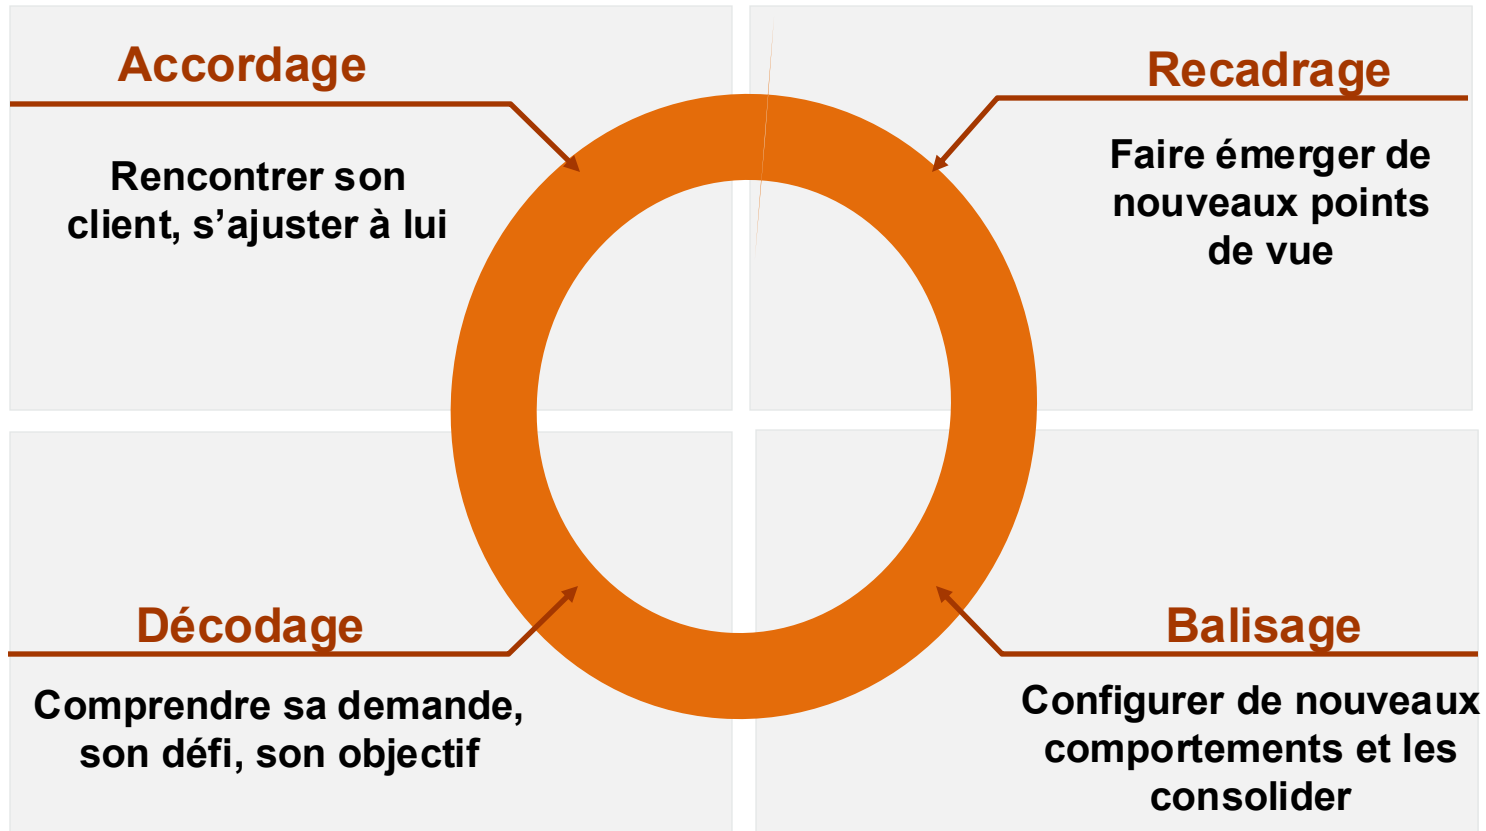 Accordage
Rencontrer son
client, s’ajuster à lui
Recadrage
Faire émerger de
nouveaux points
de vue
Décodage
Comprendre sa demande,
son défi, son objectif
Balisage
Configurer de nouveaux
comportements et les
consolider